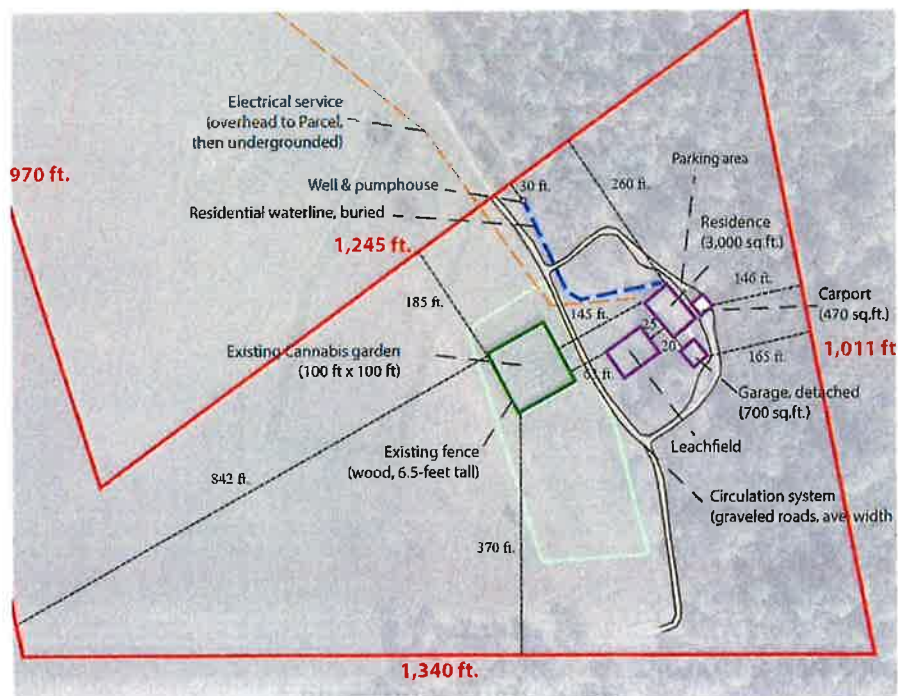 Electrical service
(overhead to Parcel,
then undergrounded)
970 ft.
Parking area
30 ft.
260 ft.
Well & pumphouse
Residential waterline, buried
Residence
(3,000 sq.ft.)
1,245 ft.
146 ft.
185 ft.
Carport
(470 sq.ft.)
145 ft.
25
20
1,011 ft
165 ft.
Existing Cannabis garden
(100 ft x 100 ft)
Garage, detached
(700 sq.ft.)
Leachfield
Existing fence
(wood, 6.5-feet tall)
842 ft.
Circulation system
(graveled roads, ave width
370 ft.
1,340 ft.